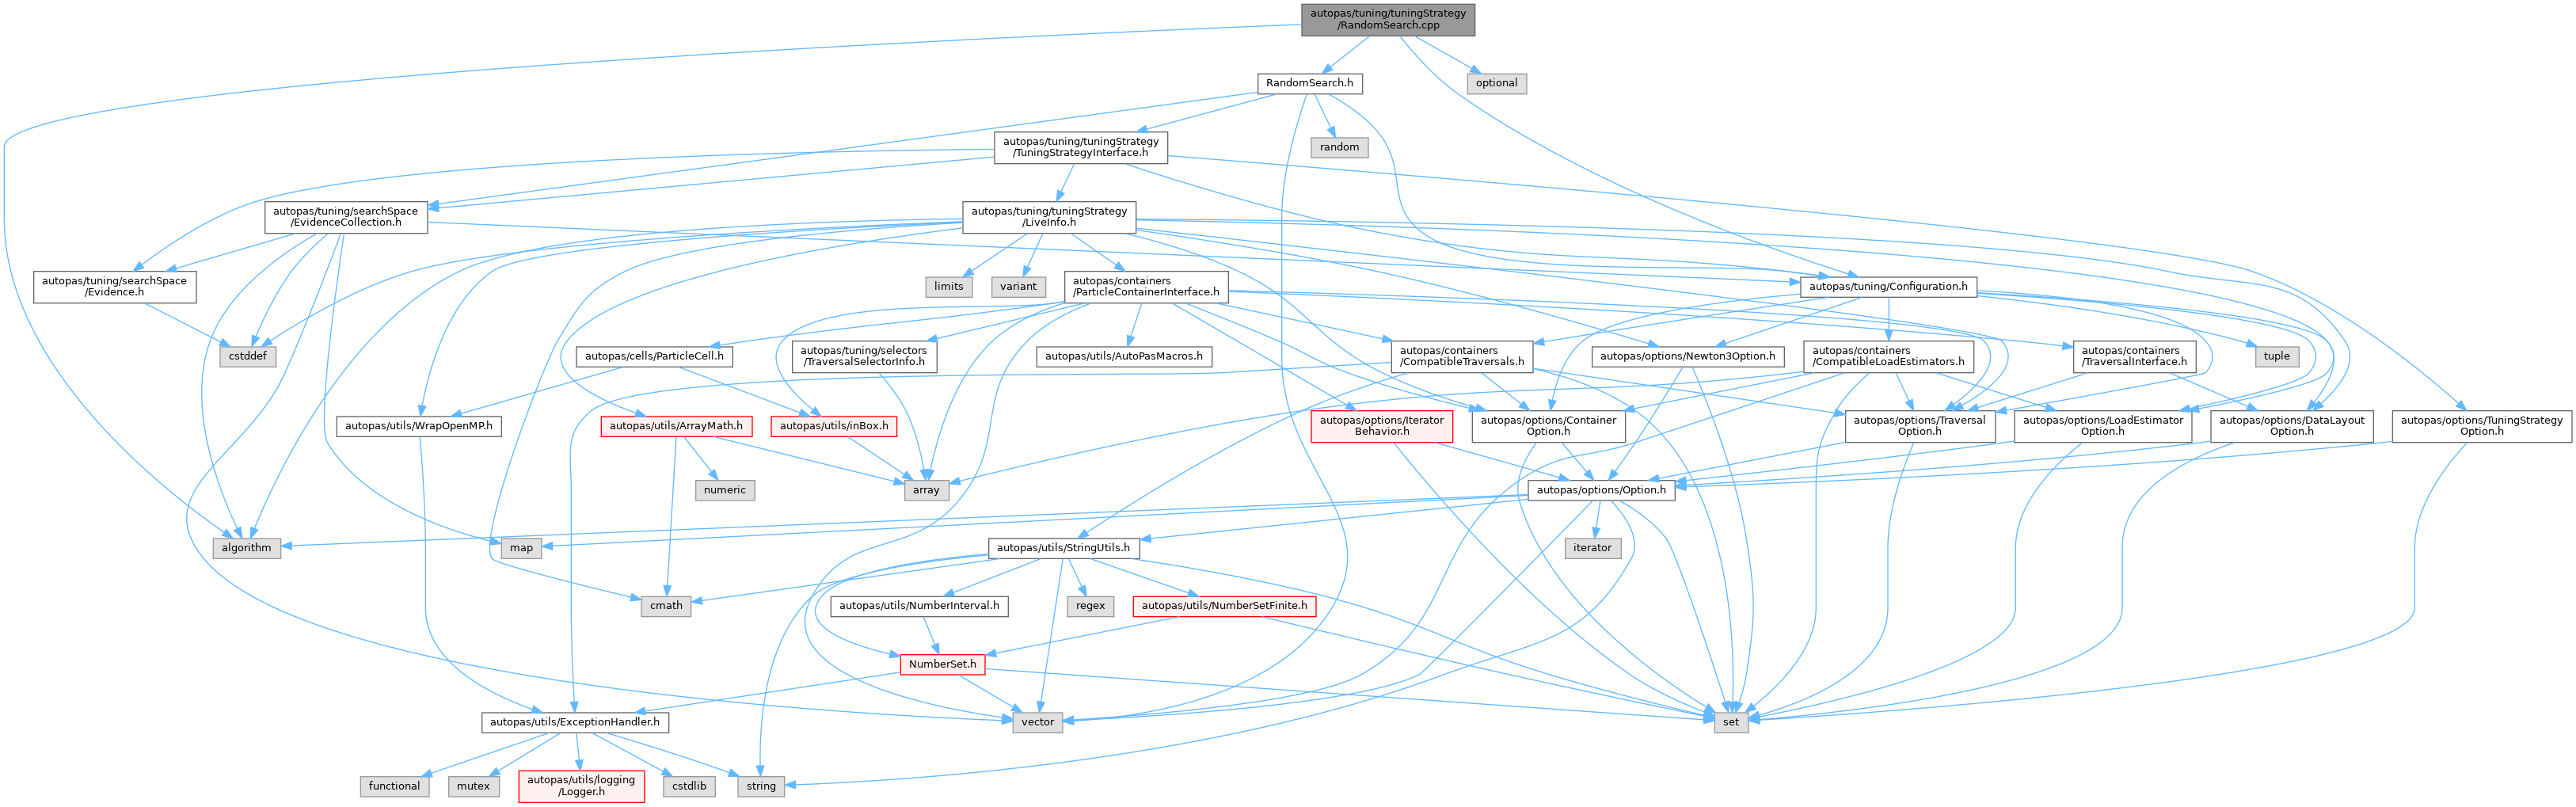 autopas/tuning/tuningStrategy
/RandomSearch.cpp
RandomSearch.h
optional
autopas/tuning/tuningStrategy
/TuningStrategyInterface.h
random
autopas/tuning/searchSpace
/EvidenceCollection.h
autopas/tuning/tuningStrategy
/LiveInfo.h
autopas/tuning/searchSpace
/Evidence.h
limits
variant
autopas/containers
/ParticleContainerInterface.h
autopas/tuning/Configuration.h
cstddef
autopas/cells/ParticleCell.h
autopas/tuning/selectors
/TraversalSelectorInfo.h
autopas/utils/AutoPasMacros.h
autopas/containers
/CompatibleTraversals.h
autopas/options/Newton3Option.h
autopas/containers
/CompatibleLoadEstimators.h
autopas/containers
/TraversalInterface.h
tuple
autopas/utils/WrapOpenMP.h
autopas/utils/ArrayMath.h
autopas/utils/inBox.h
autopas/options/Iterator
Behavior.h
autopas/options/Container
Option.h
autopas/options/Traversal
Option.h
autopas/options/LoadEstimator
Option.h
autopas/options/DataLayout
Option.h
autopas/options/TuningStrategy
Option.h
numeric
array
autopas/options/Option.h
algorithm
map
autopas/utils/StringUtils.h
iterator
cmath
autopas/utils/NumberInterval.h
regex
autopas/utils/NumberSetFinite.h
NumberSet.h
autopas/utils/ExceptionHandler.h
vector
set
functional
mutex
autopas/utils/logging
/Logger.h
cstdlib
string